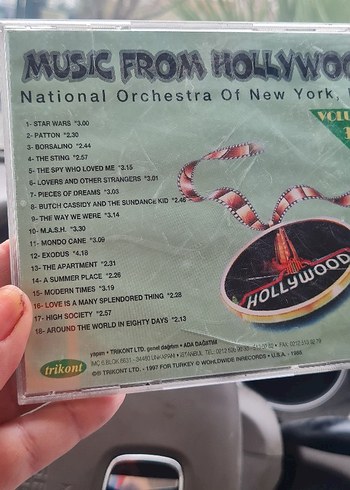 MUSIC FROM HOLLYWOO
National Orchestra Of New York,
VOLU
1- STAR WARS *3.00
2- PATTON *2.30
3- BORSALINO *2.44
4- THE STING *2.57
5- THE SPY WHO LOVED ME *3.15
6- LOVERS AND OTHER STRANGERS *3.01
7- PIECES OF DREAMS *3.03
8- BUTCH CASSIDY AND THE SUNDANCE KID *2.46
9- THE WAY WE WERE *3.14
10- M.A.S.H. *3.30
11- MONDO CANE *3.09
12- EXODUS *4.18
13- THE APARTMENT *2.31
14- A SUMMER PLACE *2.26
15- MODERN TIMES *3.19
16- LOVE IS A MANY SPLENDORED THING *2.28
17- HIGH SOCIETY *2.57
18- AROUND THE WORLD IN EIGHTY DAYS *2.13
HOLLYWOOD
trikont
yapım • TRIKONT LTD. genel dağıtım • ADA DAĞITIM
TRIKONT LTD. - 1997 FOR TURKEY © WORLDWIDE INRECORDS • U.S.A. -